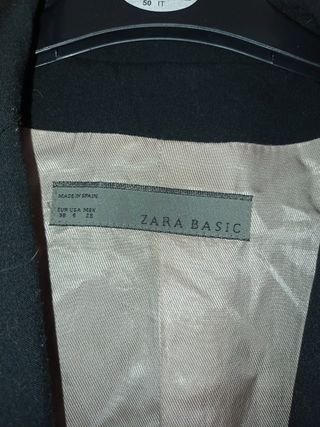 50 IT
MADE IN SPAIN
EUR USA MEX
38 6 28
ZARA BASIC